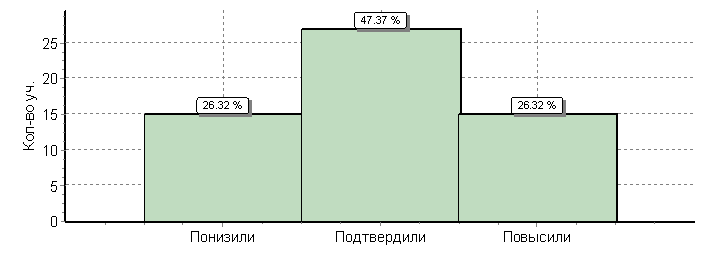 Кол-во уч.
25
20
15
10
5
0
47.37 %
26.32 %
26.32 %
Понизили
Подтвердили
Повысили